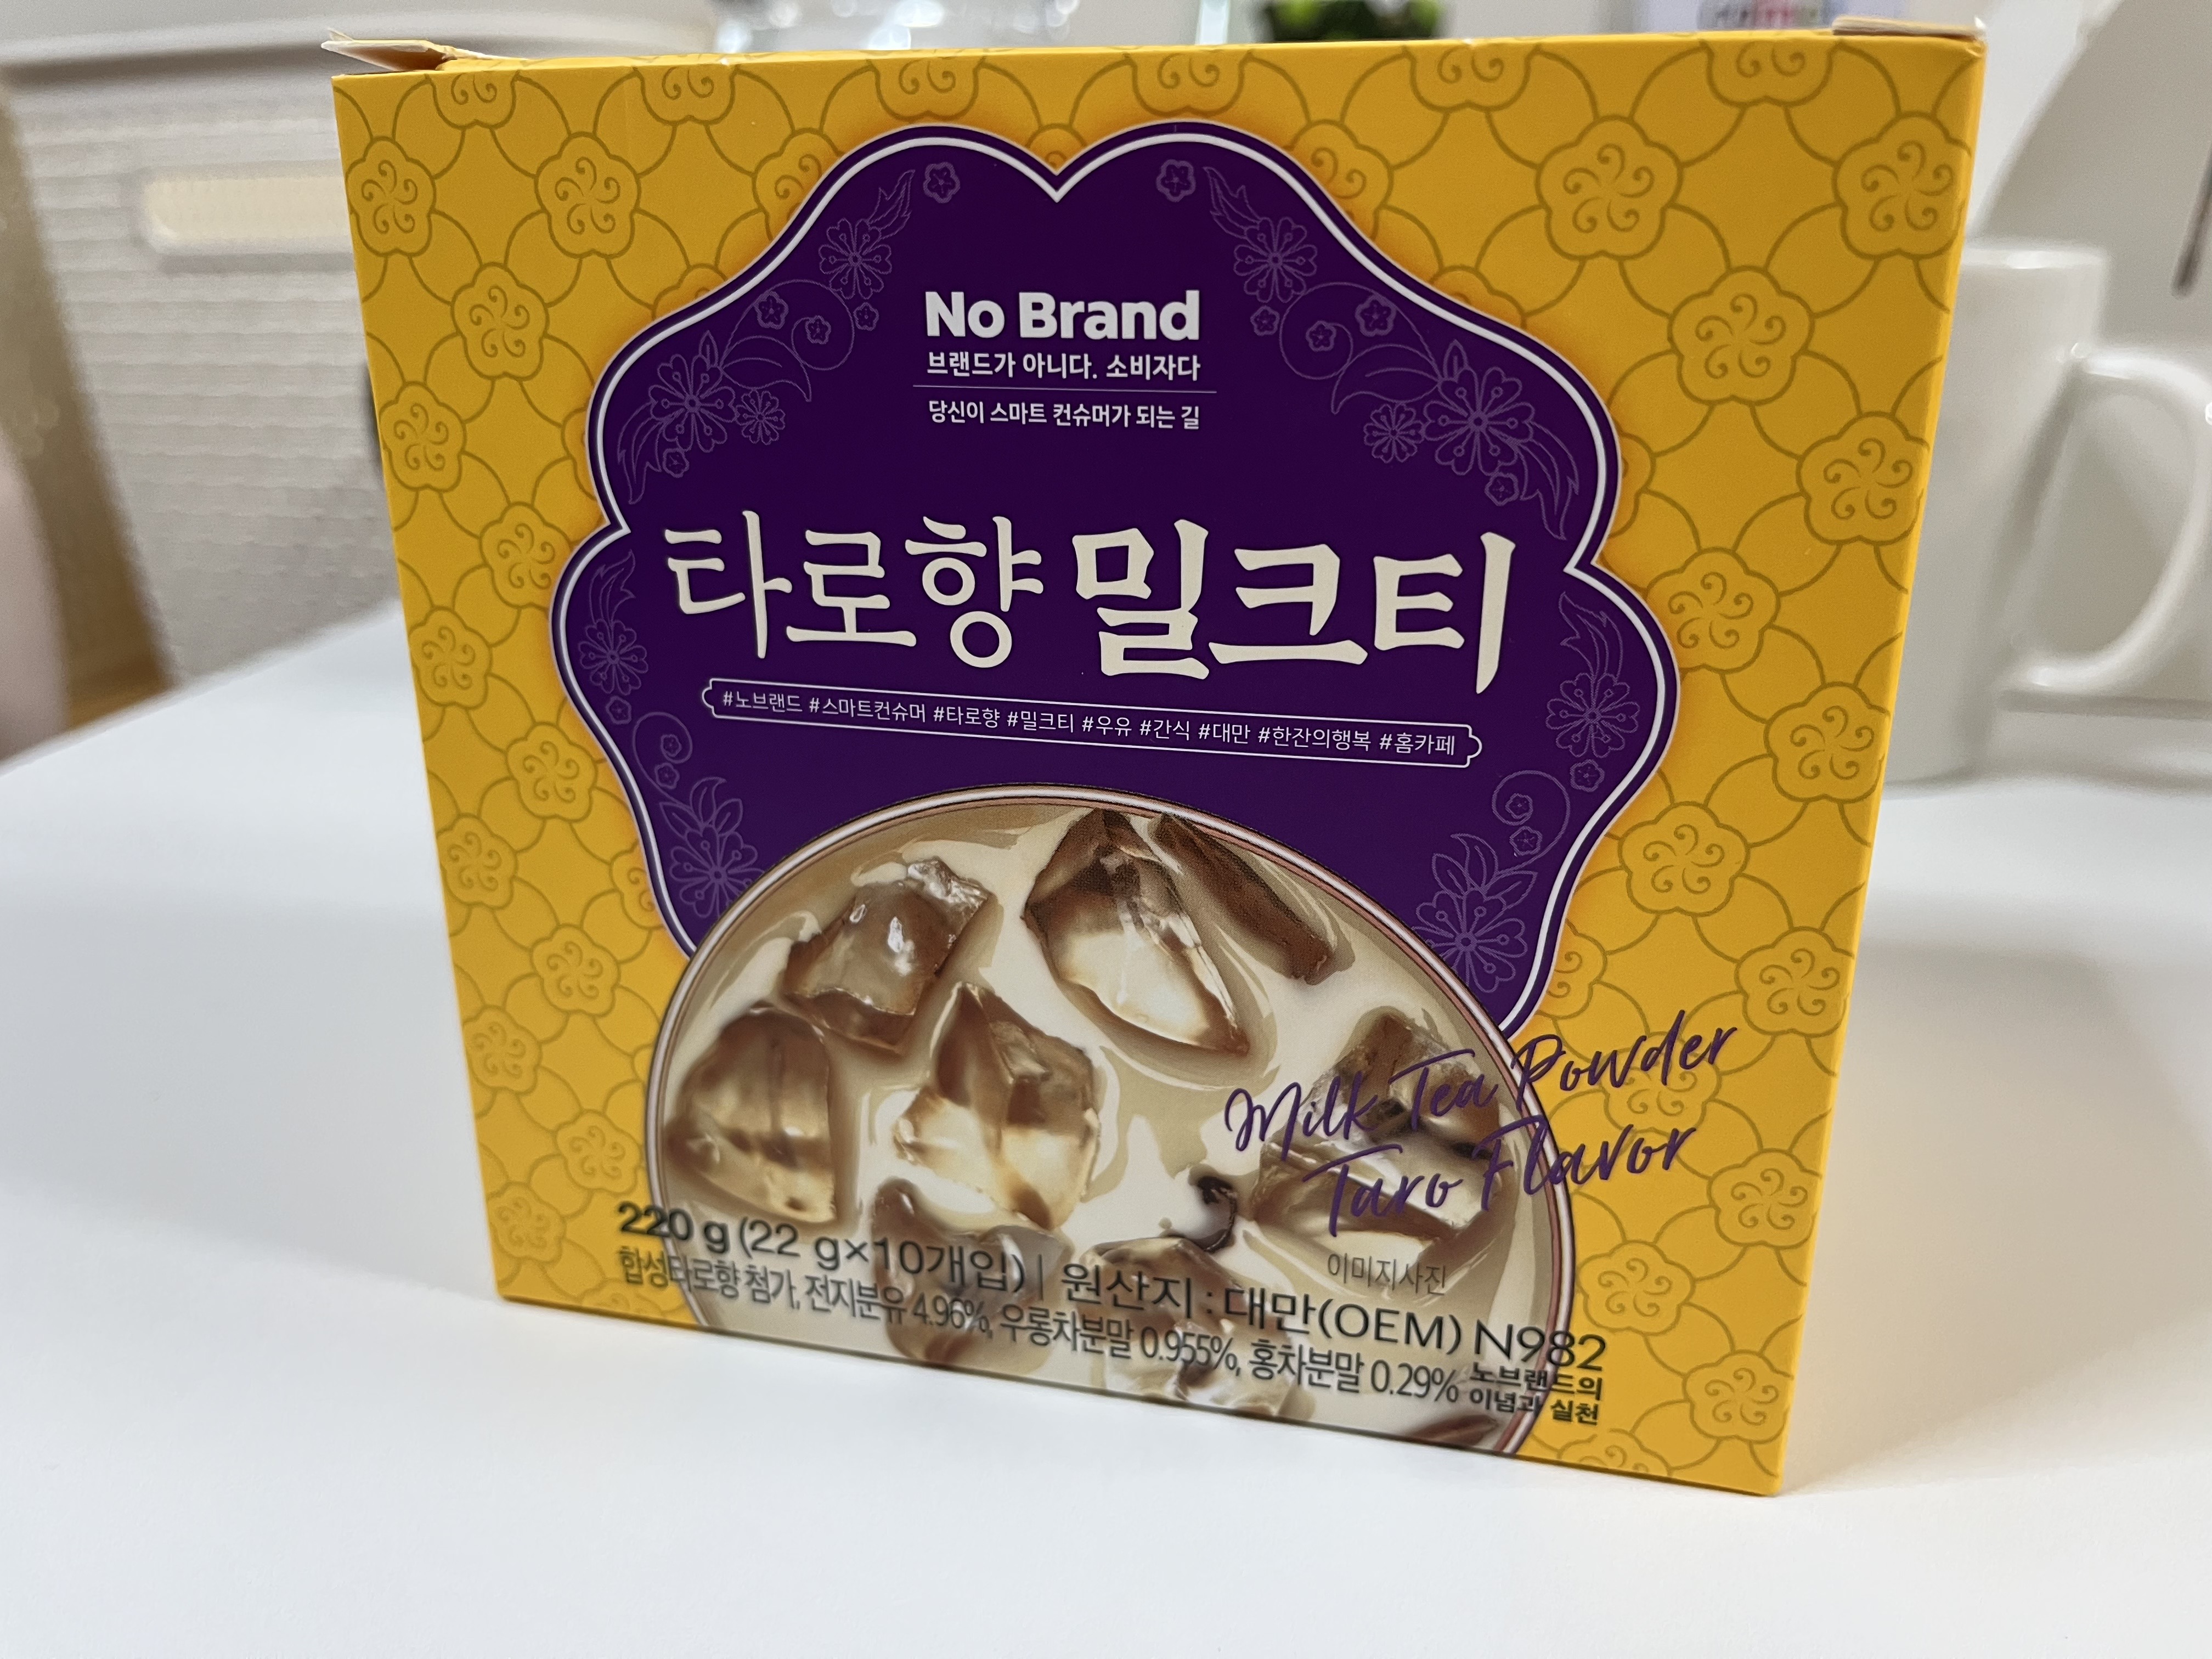 No Brand
브랜드가 아니다. 소비자다
당신이 스마트 컨슈머가 되는 길
타로향 밀크티
#노브랜드 #스마트컨슈머 #타로향 #밀크티 #우유 #간식 #대만 #한잔의행복 #홈카페
Milk Tea Powder
Taro Flavor
이미지사진
220 g (22 g×10개입) | 원산지 : 대만(OEM) N982
합성타로향 첨가, 전지분유 4.96%, 우롱차분말 0.955%, 홍차분말 0.29%
노브랜드의
이념과 실천